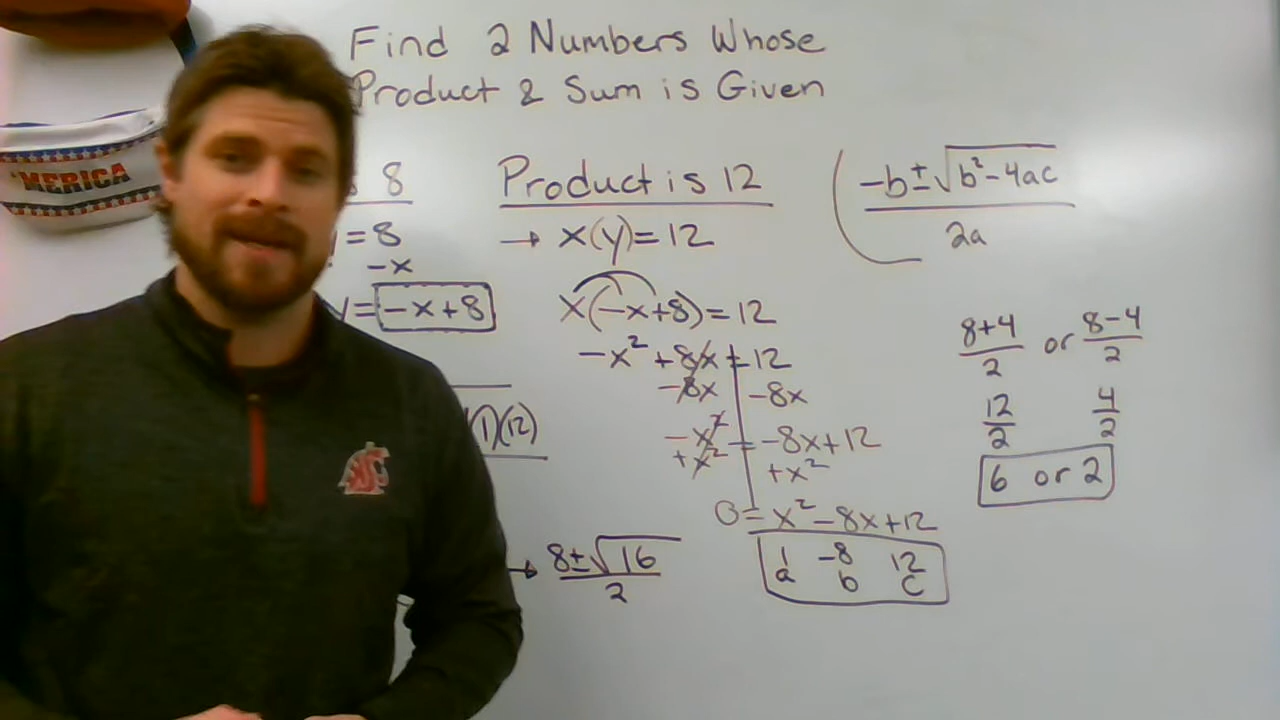 Find 2 Numbers Whose
Product & Sum is Given
'MERICA
8
=8
-x
y=-x+8
(1)(12)
8±√16
2
Product is 12
→ x(y)=12
x(-x+8)=12
-x²+8x=12
-8x -8x
-x²=-8x+12
+x² +x²
0=x²-8x+12
1 -8 12
a b c
-b±√b²-4ac
2a
8+4 or 8-4
2 2
12 4
2 2
6 or 2